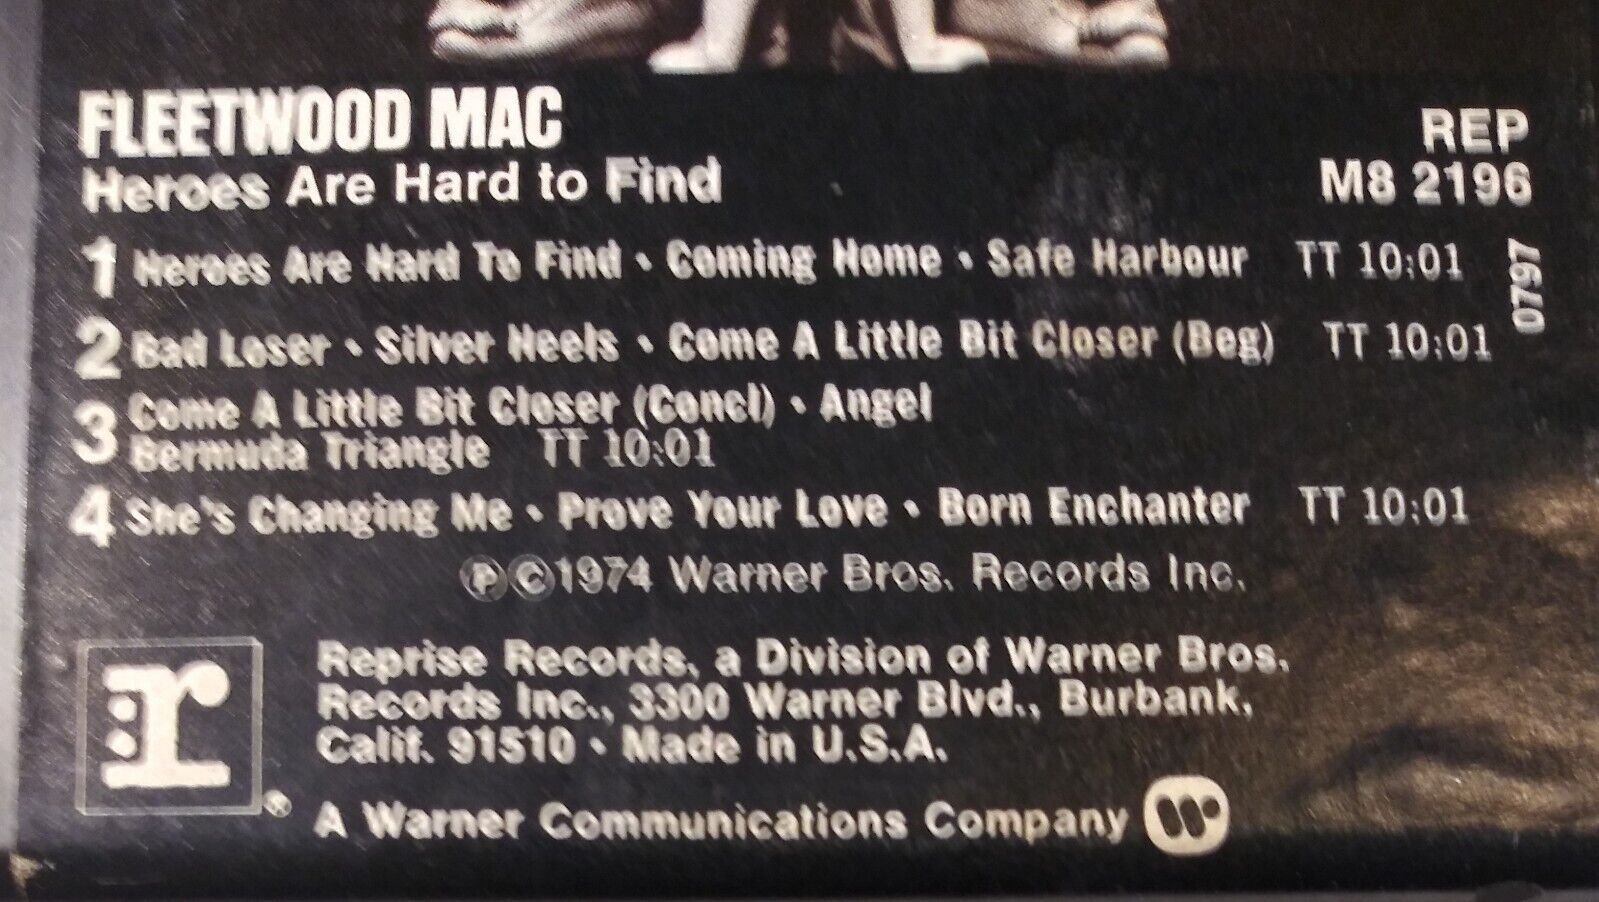 FLEETWOOD MAC
Heroes Are Hard to Find
REP
M8 2196
0797
1 Heroes Are Hard To Find • Coming Home • Safe Harbour TT 10:01
2 Bad Loser • Silver Heels • Come A Little Bit Closer (Beg) TT 10:01
3 Come A Little Bit Closer (Concl) • Angel
Bermuda Triangle TT 10:01
4 She's Changing Me • Prove Your Love • Born Enchanter TT 10:01
℗©1974 Warner Bros. Records Inc.
r
®
Reprise Records, a Division of Warner Bros.
Records Inc., 3300 Warner Blvd., Burbank,
Calif. 91510 • Made in U.S.A.
A Warner Communications Company